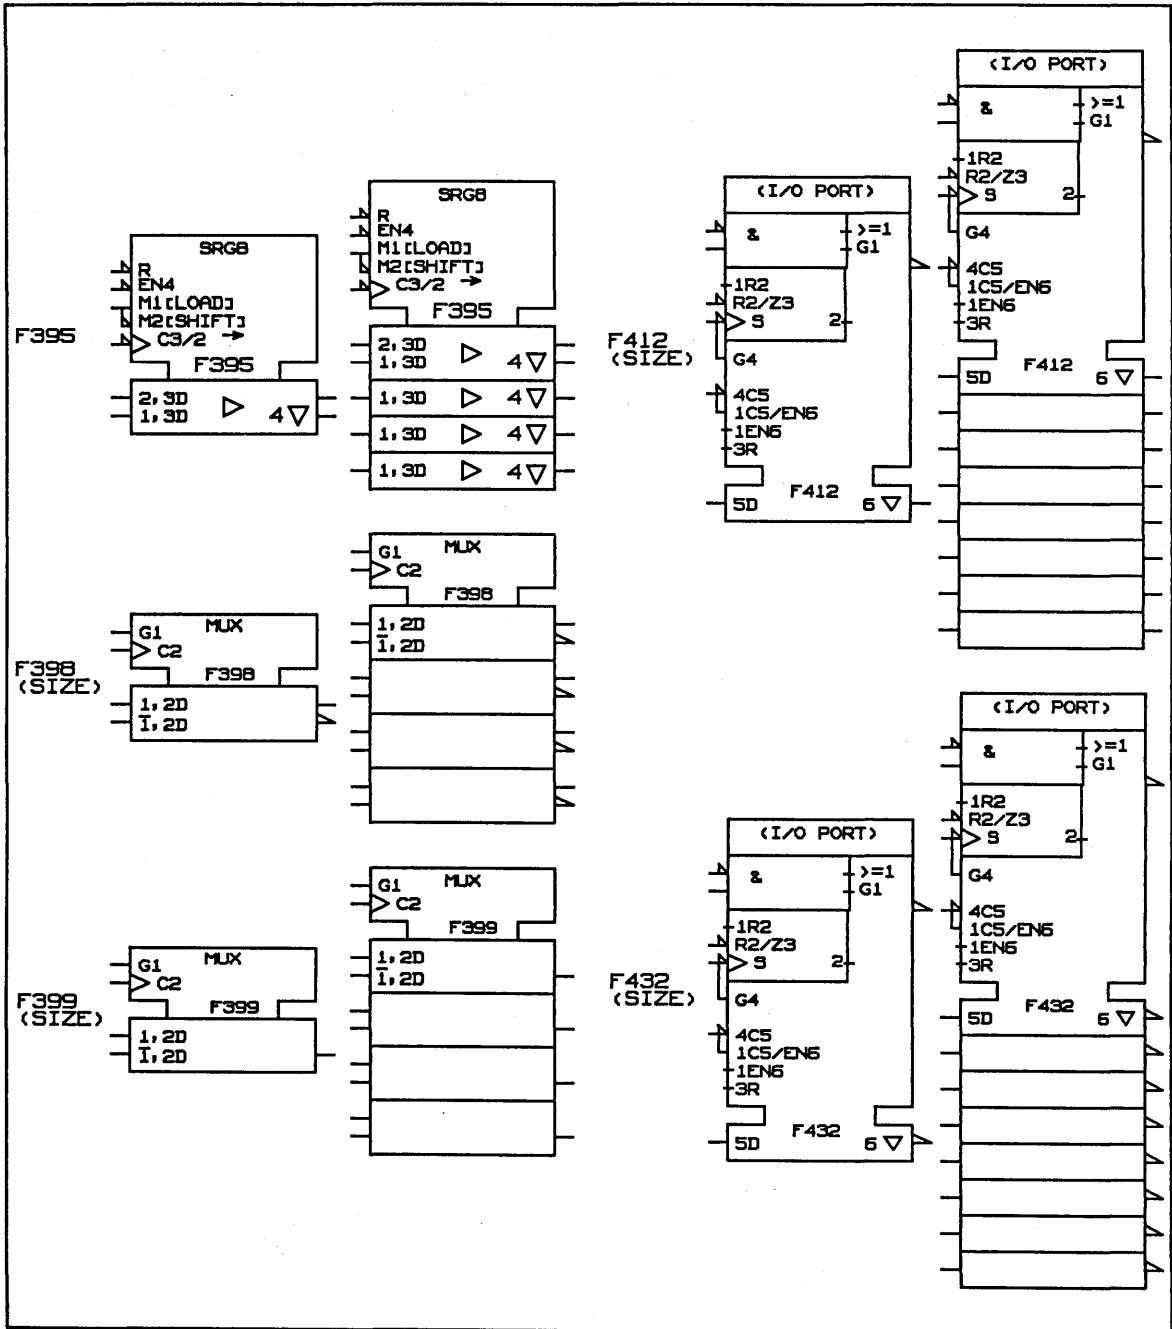 F395
SRG8
R
EN4
M1[LOAD]
M2[SHIFT]
C3/2 →
F395
2,3D
1,3D
4
SRG8
R
EN4
M1[LOAD]
M2[SHIFT]
C3/2 →
F395
2,3D
1,3D
4
1,3D 4
1,3D 4
1,3D 4
F398
(SIZE)
MUX
G1
C2
F398
1,2D
1̅,2D
MUX
G1
C2
F398
1,2D
1̅,2D
F399
(SIZE)
MUX
G1
C2
F399
1,2D
1̅,2D
MUX
G1
C2
F399
1,2D
1̅,2D
F412
(SIZE)
(I/O PORT)
&
>=1
G1
1R2
R2/Z3
S 2
G4
4C5
1C5/EN6
1EN6
3R
F412
5D 6
(I/O PORT)
&
>=1
G1
1R2
R2/Z3
S 2
G4
4C5
1C5/EN6
1EN6
3R
F412
5D 6
F432
(SIZE)
(I/O PORT)
&
>=1
G1
1R2
R2/Z3
S 2
G4
4C5
1C5/EN6
1EN6
3R
F432
5D 6
(I/O PORT)
&
>=1
G1
1R2
R2/Z3
S 2
G4
4C5
1C5/EN6
1EN6
3R
F432
5D 6